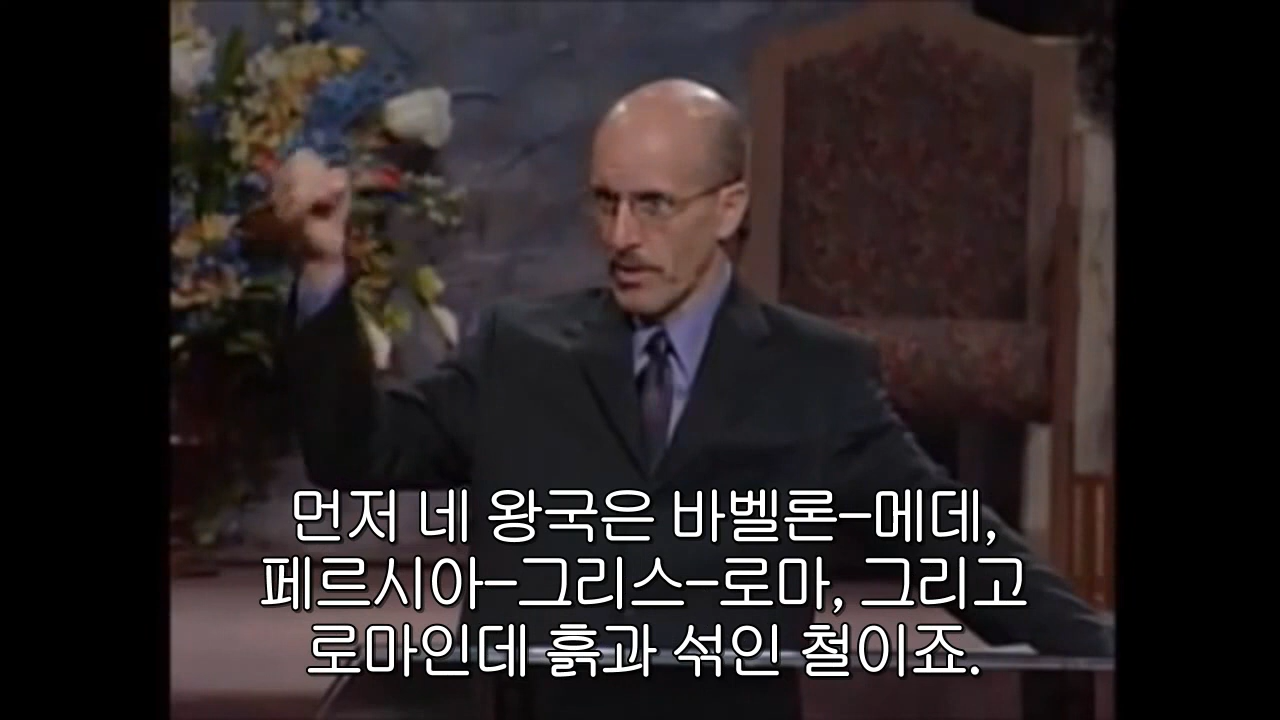 먼저 네 왕국은 바벨론-메데,
페르시아-그리스-로마, 그리고
로마인데 흙과 섞인 철이죠.